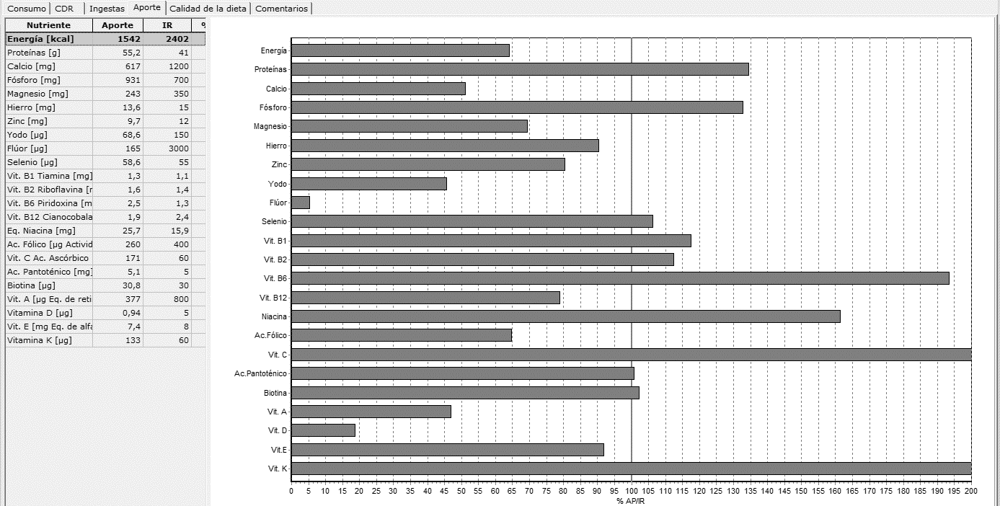 Consumo CDR Ingestas Aporte Calidad de la dieta Comentarios
Nutriente Aporte IR %
Energía [kcal] 1542 2402
Proteínas [g] 55,2 41
Calcio [mg] 617 1200
Fósforo [mg] 931 700
Magnesio [mg] 243 350
Hierro [mg] 13,6 15
Zinc [mg] 9,7 12
Yodo [µg] 68,6 150
Flúor [µg] 165 3000
Selenio [µg] 58,6 55
Vit. B1 Tiamina [mg] 1,3 1,1
Vit. B2 Riboflavina [r 1,6 1,4
Vit. B6 Piridoxina [m 2,5 1,3
Vit. B12 Cianocobala 1,9 2,4
Eq. Niacina [mg] 25,7 15,9
Ac. Fólico [µg Activid 260 400
Vit. C Ac. Ascórbico 171 60
Ac. Pantoténico [mg] 5,1 5
Biotina [µg] 30,8 30
Vit. A [µg Eq. de reti 377 800
Vitamina D [µg] 0,94 5
Vit. E [mg Eq. de alfa 7,4 8
Vitamina K [µg] 133 60
Energía
Proteínas
Calcio
Fósforo
Magnesio
Hierro
Zinc
Yodo
Flúor
Selenio
Vit. B1
Vit. B2
Vit. B6
Vit. B12
Niacina
Ac.Fólico
Vit. C
Ac.Pantoténico
Biotina
Vit. A
Vit. D
Vit.E
Vit. K
0 5 10 15 20 25 30 35 40 45 50 55 60 65 70 75 80 85 90 95 100 105 110 115 120 125 130 135 140 145 150 155 160 165 170 175 180 185 190 195 200
% AP/IR